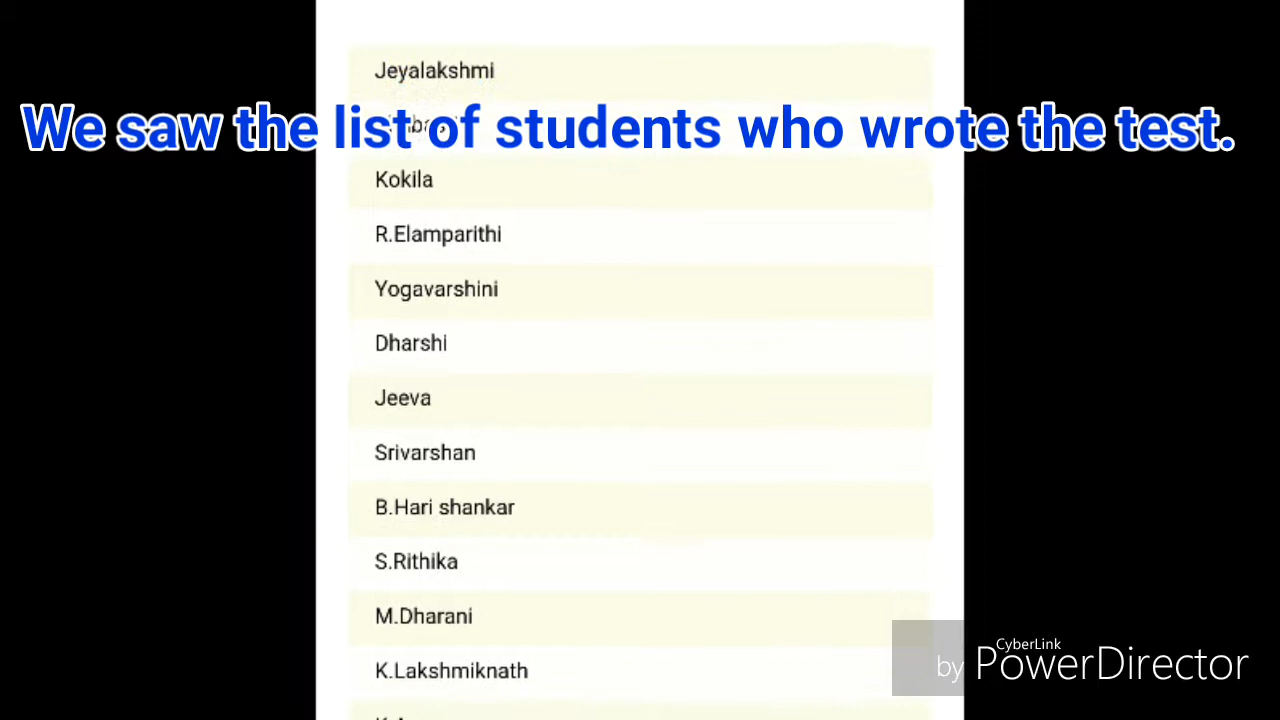 Jeyalakshmi
We saw the list of students who wrote the test.
Kokila
R.Elamparithi
Yogavarshini
Dharshi
Jeeva
Srivarshan
B.Hari shankar
S.Rithika
M.Dharani
K.Lakshmiknath
CyberLink
by PowerDirector